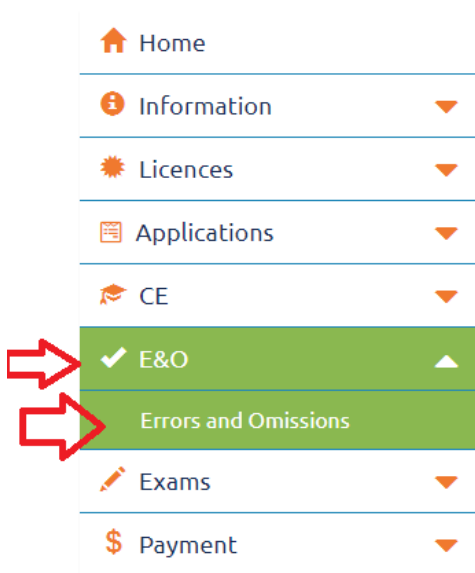 Home
Information
Licences
Applications
CE
E&O
Errors and Omissions
Exams
Payment